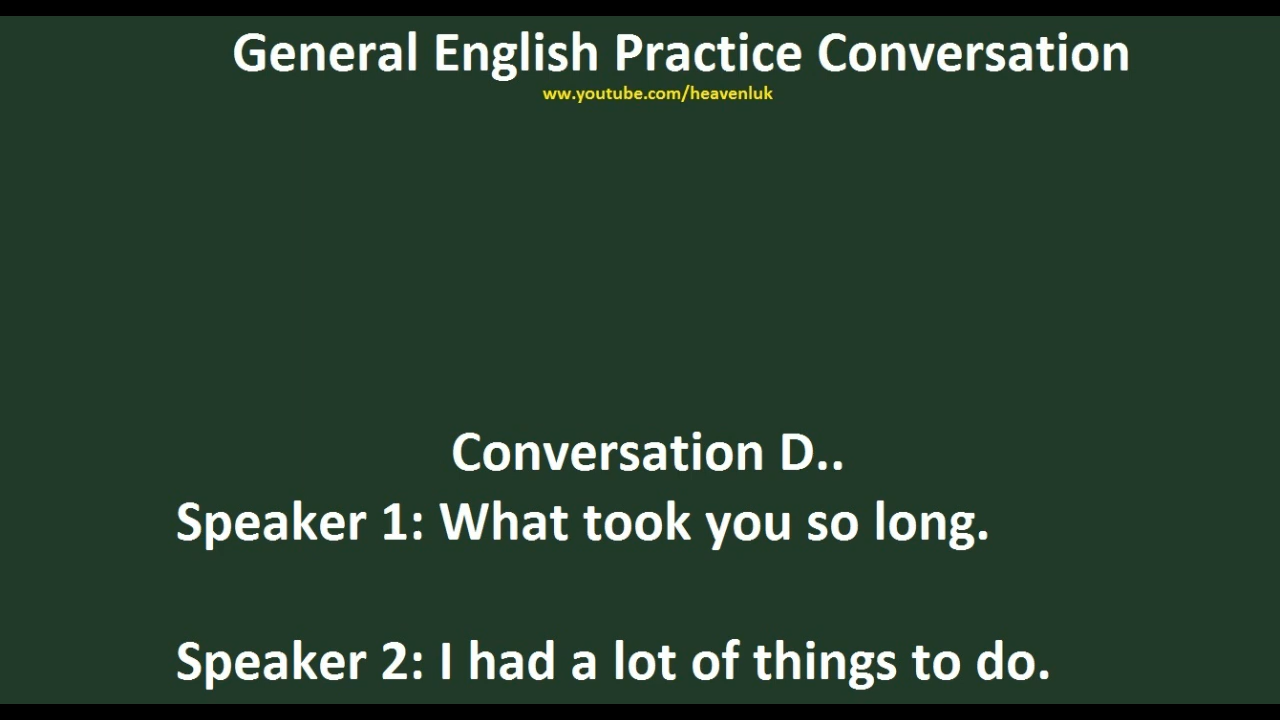 General English Practice Conversation
ww.youtube.com/heavenluk
Conversation D..
Speaker 1: What took you so long.
Speaker 2: I had a lot of things to do.